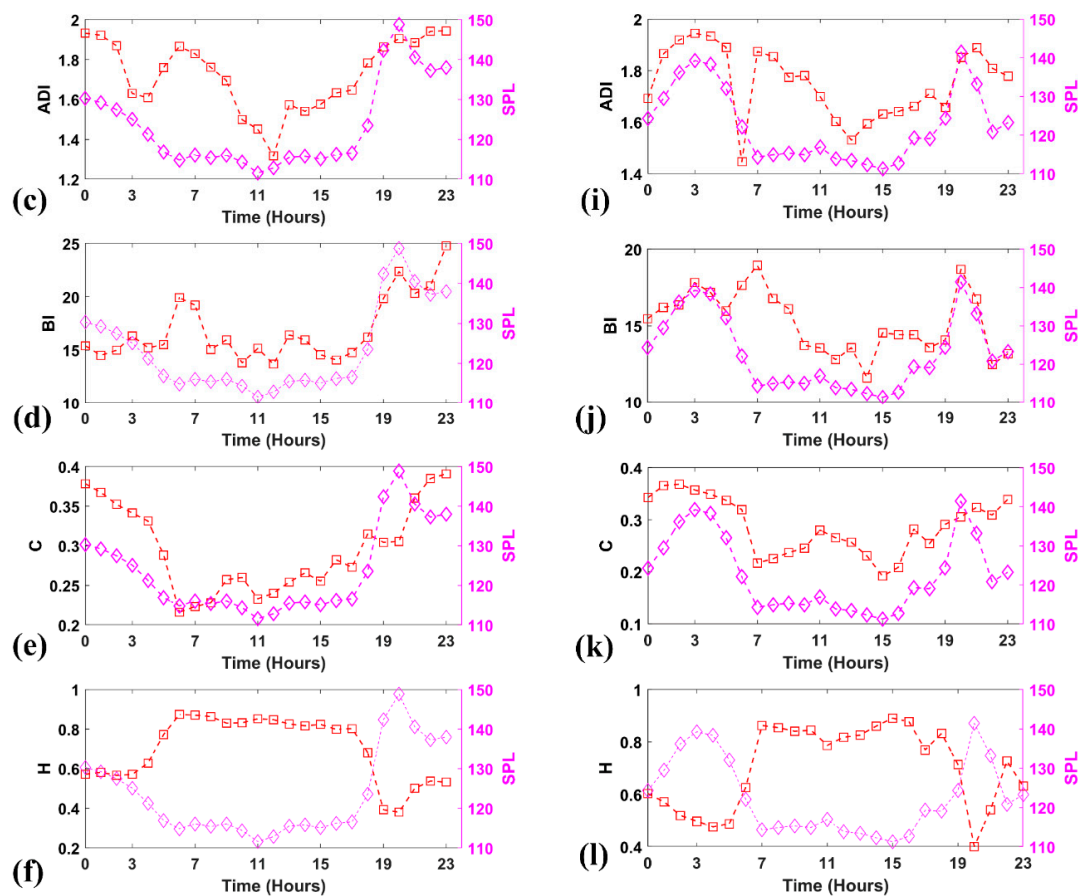 2 1.8 1.6 1.4 1.2
ADI
150 140 130 120 110
SPL
0 3 7 11 15 19 23
Time (Hours)
(c)
2 1.8 1.6 1.4
ADI
150 140 130 120 110
SPL
0 3 7 11 15 19 23
Time (Hours)
(i)
25 20 15 10
BI
150 140 130 120 110
SPL
0 3 7 11 15 19 23
Time (Hours)
(d)
20 15 10
BI
150 140 130 120 110
SPL
0 3 7 11 15 19 23
Time (Hours)
(j)
0.4 0.35 0.3 0.25 0.2
C
150 140 130 120 110
SPL
0 3 7 11 15 19 23
Time (Hours)
(e)
0.4 0.3 0.2 0.1
C
150 140 130 120 110
SPL
0 3 7 11 15 19 23
Time (Hours)
(k)
1 0.8 0.6 0.4 0.2
H
150 140 130 120 110
SPL
0 3 7 11 15 19 23
Time (Hours)
(f)
1 0.8 0.6 0.4
H
150 140 130 120 110
SPL
0 3 7 11 15 19 23
Time (Hours)
(l)